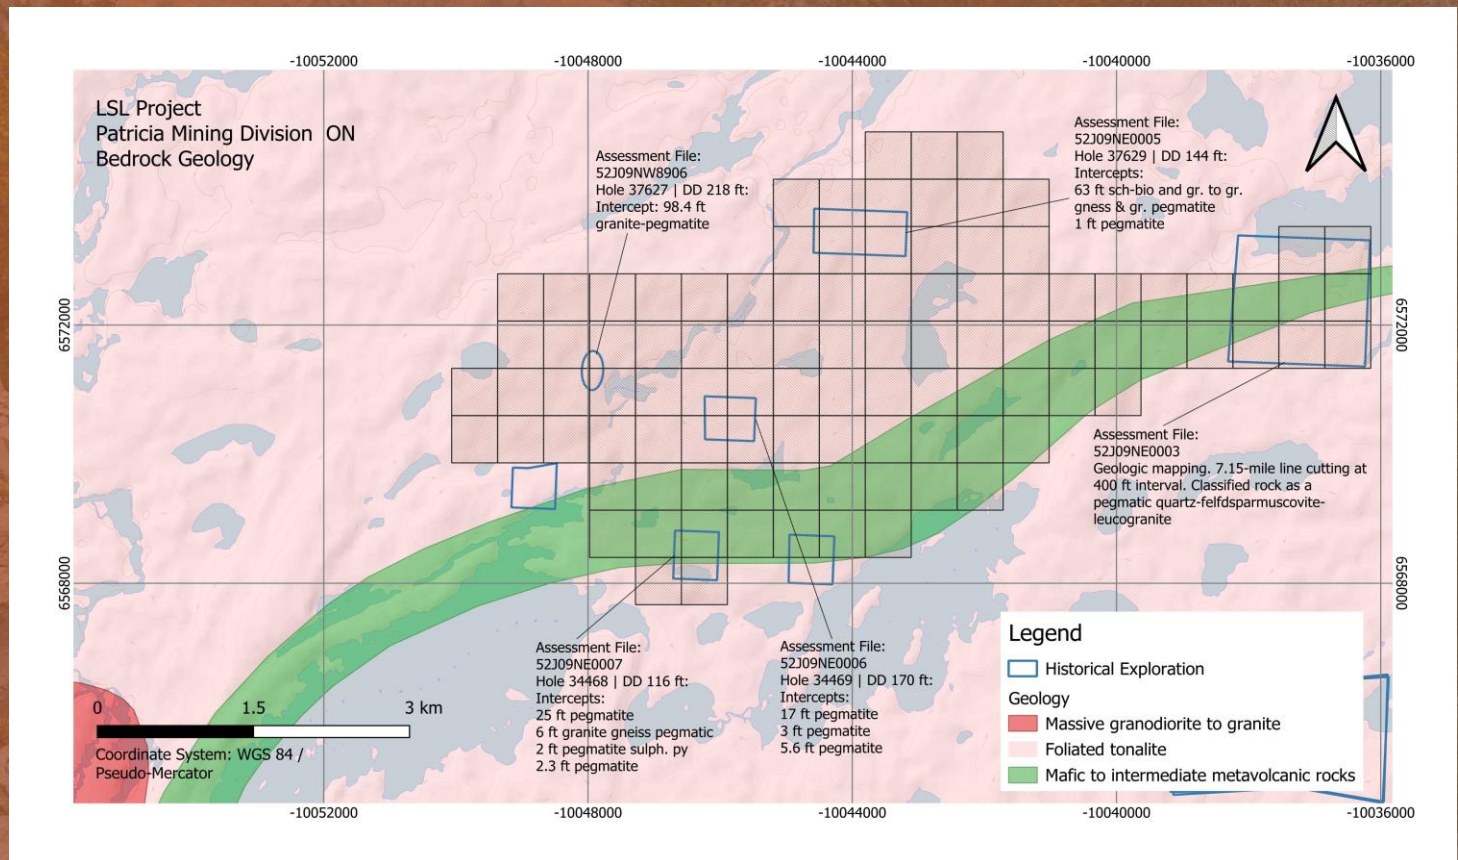 -10052000 -10048000 -10044000 -10040000 -10036000
LSL Project
Patricia Mining Division ON
Bedrock Geology
Assessment File:
52J09NW8906
Hole 37627 | DD 218 ft:
Intercept: 98.4 ft
granite-pegmatite
Assessment File:
52J09NE0005
Hole 37629 | DD 144 ft:
Intercepts:
63 ft sch-bio and gr. to gr.
gness & gr. pegmatite
1 ft pegmatite
6572000 6572000
Assessment File:
52J09NE0003
Geologic mapping. 7.15-mile line cutting at
400 ft interval. Classified rock as a
pegmatic quartz-felfdsparmuscovite-
leucogranite
6568000 6568000
Assessment File:
52J09NE0007
Hole 34468 | DD 116 ft:
Intercepts:
25 ft pegmatite
6 ft granite gneiss pegmatic
2 ft pegmatite sulph. py
2.3 ft pegmatite
Assessment File:
52J09NE0006
Hole 34469 | DD 170 ft:
Intercepts:
17 ft pegmatite
3 ft pegmatite
5.6 ft pegmatite
Legend
Historical Exploration
Geology
Massive granodiorite to granite
Foliated tonalite
Mafic to intermediate metavolcanic rocks
0 1.5 3 km
Coordinate System: WGS 84 /
Pseudo-Mercator
-10052000 -10048000 -10044000 -10040000 -10036000